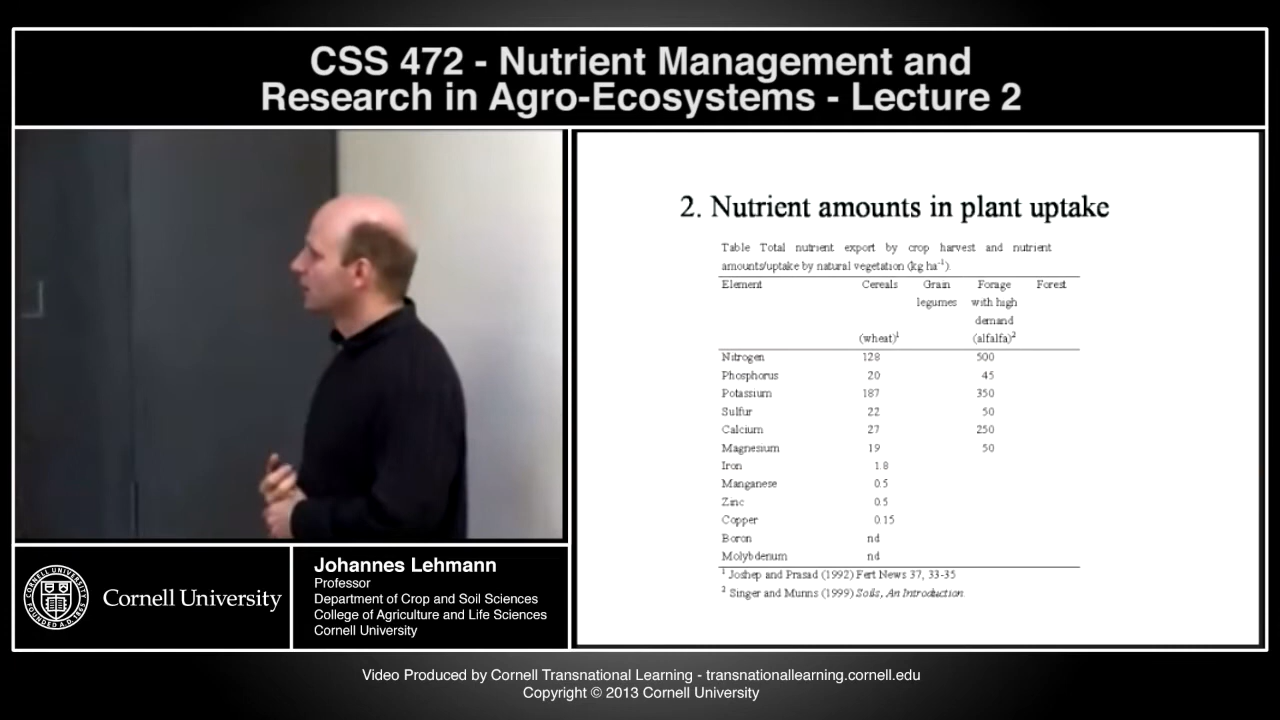 CSS 472 - Nutrient Management and
Research in Agro-Ecosystems - Lecture 2
2. Nutrient amounts in plant uptake
Table Total nutrient export by crop harvest and nutrient
amounts/uptake by natural vegetation (kg ha-1).
Element Cereals Grain Forage Forest
legumes with high
demand
(wheat)1 (alfalfa)2
Nitrogen 128 500
Phosphorus 20 45
Potassium 187 350
Sulfur 22 50
Calcium 27 250
Magnesium 19 50
Iron 1.8
Manganese 0.5
Zinc 0.5
Copper 0.15
Boron nd
Molybdenum nd
1 Joshep and Prasad (1992) Fert News 37, 33-35
2 Singer and Munns (1999) Soils, An Introduction.
CORNELL UNIVERSITY
FOUNDED A.D. 1865
Cornell University
Johannes Lehmann
Professor
Department of Crop and Soil Sciences
College of Agriculture and Life Sciences
Cornell University
Video Produced by Cornell Transnational Learning - transnationallearning.cornell.edu
Copyright © 2013 Cornell University